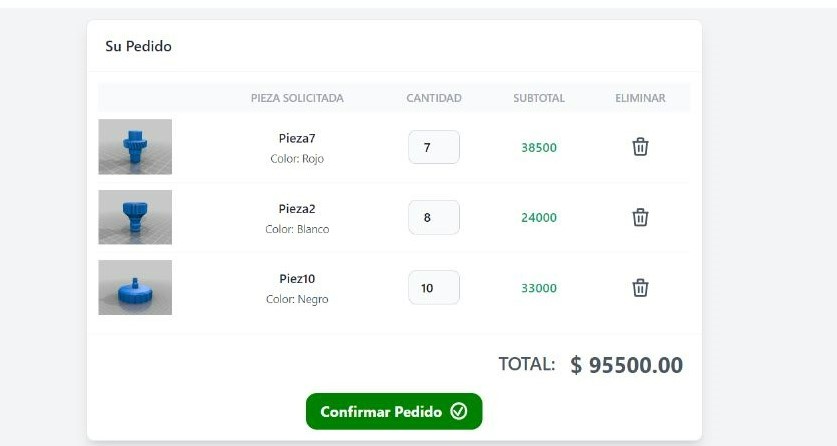 Su Pedido
PIEZA SOLICITADA CANTIDAD SUBTOTAL ELIMINAR
Pieza7
Color: Rojo
7
38500
Pieza2
Color: Blanco
8
24000
Piez10
Color: Negro
10
33000
TOTAL: $ 95500.00
Confirmar Pedido